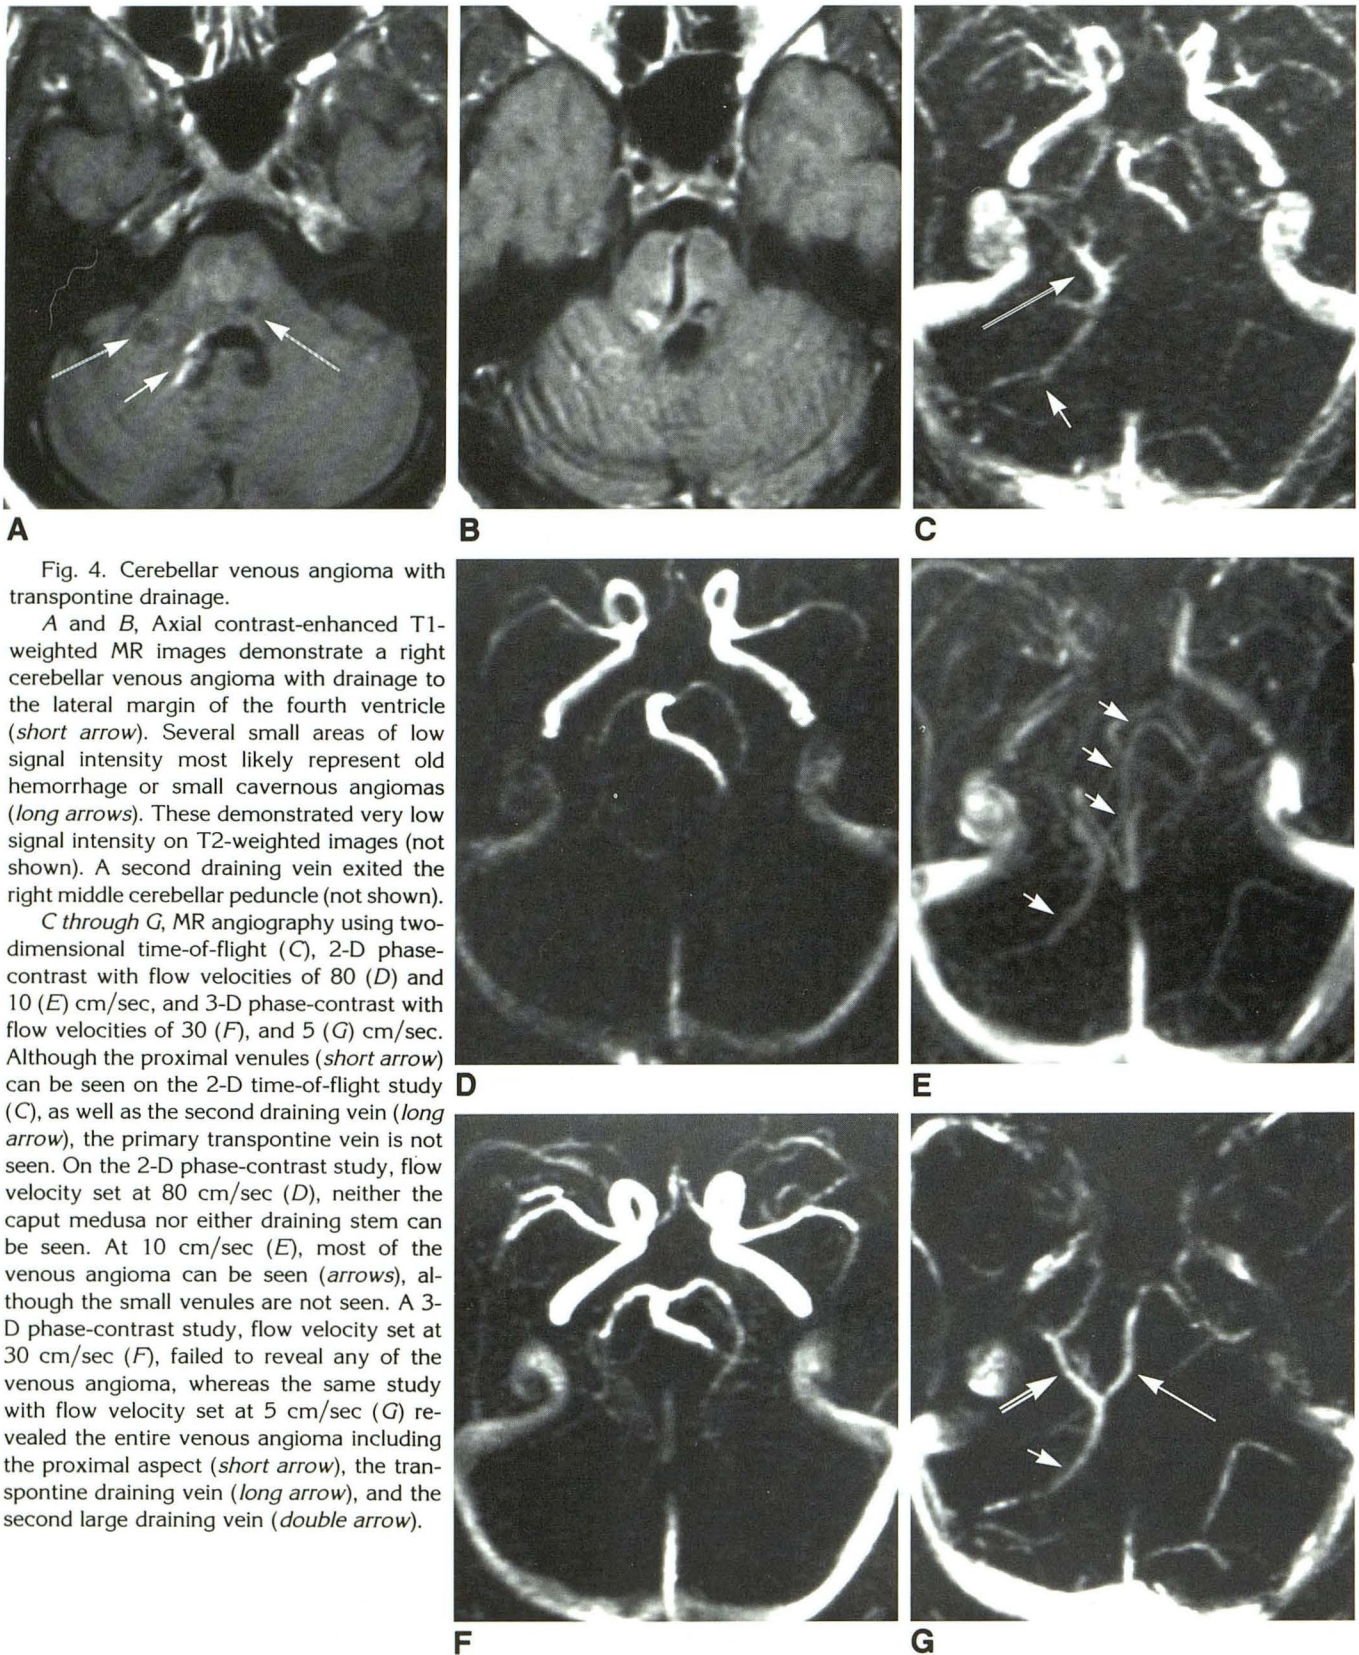 A
B
C
Fig. 4. Cerebellar venous angioma with
transpontine drainage.
A and B, Axial contrast-enhanced T1-
weighted MR images demonstrate a right
cerebellar venous angioma with drainage to
the lateral margin of the fourth ventricle
(short arrow). Several small areas of low
signal intensity most likely represent old
hemorrhage or small cavernous angiomas
(long arrows). These demonstrated very low
signal intensity on T2-weighted images (not
shown). A second draining vein exited the
right middle cerebellar peduncle (not shown).
C through G, MR angiography using two-
dimensional time-of-flight (C), 2-D phase-
contrast with flow velocities of 80 (D) and
10 (E) cm/sec, and 3-D phase-contrast with
flow velocities of 30 (F), and 5 (G) cm/sec.
Although the proximal venules (short arrow)
can be seen on the 2-D time-of-flight study
(C), as well as the second draining vein (long
arrow), the primary transpontine vein is not
seen. On the 2-D phase-contrast study, flow
velocity set at 80 cm/sec (D), neither the
caput medusa nor either draining stem can
be seen. At 10 cm/sec (E), most of the
venous angioma can be seen (arrows), al-
though the small venules are not seen. A 3-
D phase-contrast study, flow velocity set at
30 cm/sec (F), failed to reveal any of the
venous angioma, whereas the same study
with flow velocity set at 5 cm/sec (G) re-
vealed the entire venous angioma including
the proximal aspect (short arrow), the tran-
spontine draining vein (long arrow), and the
second large draining vein (double arrow).
D
E
F
G